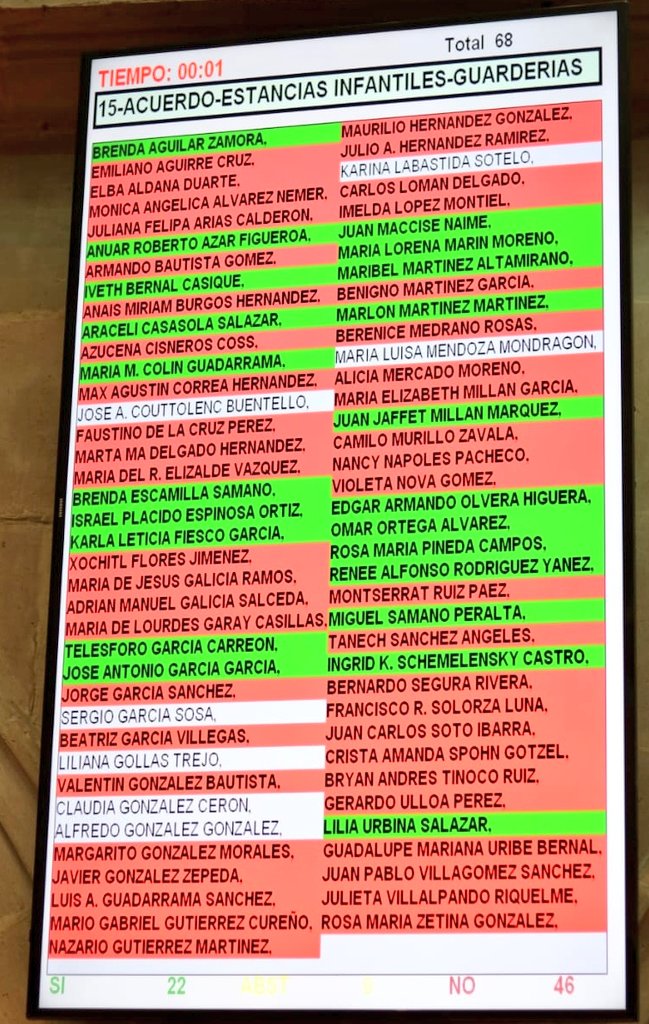 Total 68
TIEMPO: 00:01
15-ACUERDO-ESTANCIAS INFANTILES-GUARDERIAS
BRENDA AGUILAR ZAMORA,
EMILIANO AGUIRRE CRUZ,
ELBA ALDANA DUARTE,
MONICA ANGELICA ALVAREZ NEMER,
JULIANA FELIPA ARIAS CALDERON,
ANUAR ROBERTO AZAR FIGUEROA,
ARMANDO BAUTISTA GOMEZ,
IVETH BERNAL CASIQUE,
ANAIS MIRIAM BURGOS HERNANDEZ,
ARACELI CASASOLA SALAZAR,
AZUCENA CISNEROS COSS,
MARIA M. COLIN GUADARRAMA,
MAX AGUSTIN CORREA HERNANDEZ,
JOSE A. COUTTOLENC BUENTELLO,
FAUSTINO DE LA CRUZ PEREZ,
MARTA MA DELGADO HERNANDEZ,
MARIA DEL R. ELIZALDE VAZQUEZ,
BRENDA ESCAMILLA SAMANO,
ISRAEL PLACIDO ESPINOSA ORTIZ,
KARLA LETICIA FIESCO GARCIA,
XOCHITL FLORES JIMENEZ,
MARIA DE JESUS GALICIA RAMOS,
ADRIAN MANUEL GALICIA SALCEDA,
MARIA DE LOURDES GARAY CASILLAS,
TELESFORO GARCIA CARREON,
JOSE ANTONIO GARCIA GARCIA,
JORGE GARCIA SANCHEZ,
SERGIO GARCIA SOSA,
BEATRIZ GARCIA VILLEGAS,
LILIANA GOLLAS TREJO,
VALENTIN GONZALEZ BAUTISTA,
CLAUDIA GONZALEZ CERON,
ALFREDO GONZALEZ GONZALEZ,
MARGARITO GONZALEZ MORALES,
JAVIER GONZALEZ ZEPEDA,
LUIS A. GUADARRAMA SANCHEZ,
MARIO GABRIEL GUTIERREZ CUREÑO,
NAZARIO GUTIERREZ MARTINEZ,
MAURILIO HERNANDEZ GONZALEZ,
JULIO A. HERNANDEZ RAMIREZ,
KARINA LABASTIDA SOTELO,
CARLOS LOMAN DELGADO,
IMELDA LOPEZ MONTIEL,
JUAN MACCISE NAIME,
MARIA LORENA MARIN MORENO,
MARIBEL MARTINEZ ALTAMIRANO,
BENIGNO MARTINEZ GARCIA,
MARLON MARTINEZ MARTINEZ,
BERENICE MEDRANO ROSAS,
MARIA LUISA MENDOZA MONDRAGON,
ALICIA MERCADO MORENO,
MARIA ELIZABETH MILLAN GARCIA,
JUAN JAFFET MILLAN MARQUEZ,
CAMILO MURILLO ZAVALA,
NANCY NAPOLES PACHECO,
VIOLETA NOVA GOMEZ,
EDGAR ARMANDO OLVERA HIGUERA,
OMAR ORTEGA ALVAREZ,
ROSA MARIA PINEDA CAMPOS,
RENEE ALFONSO RODRIGUEZ YANEZ,
MONTSERRAT RUIZ PAEZ,
MIGUEL SAMANO PERALTA,
TANECH SANCHEZ ANGELES,
INGRID K. SCHEMELENSKY CASTRO,
BERNARDO SEGURA RIVERA,
FRANCISCO R. SOLORZA LUNA,
JUAN CARLOS SOTO IBARRA,
CRISTA AMANDA SPOHN GOTZEL,
BRYAN ANDRES TINOCO RUIZ,
GERARDO ULLOA PEREZ,
LILIA URBINA SALAZAR,
GUADALUPE MARIANA URIBE BERNAL,
JUAN PABLO VILLAGOMEZ SANCHEZ,
JULIETA VILLALPANDO RIQUELME,
ROSA MARIA ZETINA GONZALEZ,
SI 22 ABST NO 46